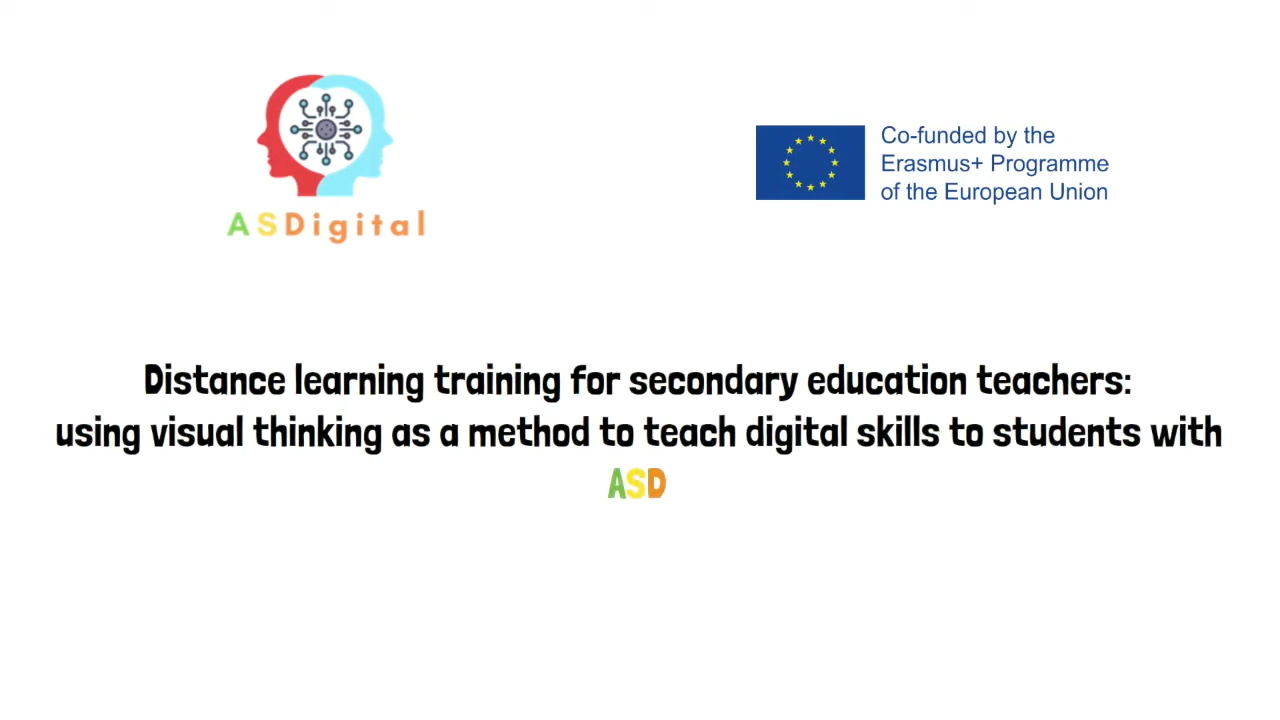 ASDigital
Co-funded by the
Erasmus+ Programme
of the European Union
Distance learning training for secondary education teachers:
using visual thinking as a method to teach digital skills to students with
ASD